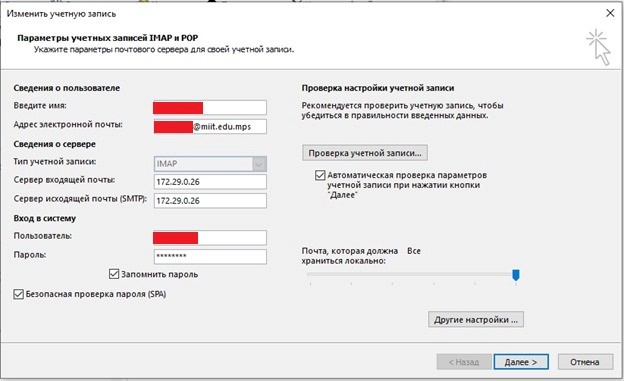 Изменить учетную запись
Параметры учетных записей IMAP и POP
Укажите параметры почтового сервера для своей учетной записи.
Сведения о пользователе
Введите имя:
Адрес электронной почты: @miit.edu.mps
Сведения о сервере
Тип учетной записи: IMAP
Сервер входящей почты: 172.29.0.26
Сервер исходящей почты (SMTP): 172.29.0.26
Вход в систему
Пользователь:
Пароль: ********
Запомнить пароль
Безопасная проверка пароля (SPA)
Проверка настройки учетной записи
Рекомендуется проверить учетную запись, чтобы
убедиться в правильности введенных данных.
Проверка учетной записи...
Автоматическая проверка параметров
учетной записи при нажатии кнопки
"Далее"
Почта, которая должна Все
храниться локально:
Другие настройки ...
< Назад Далее > Отмена